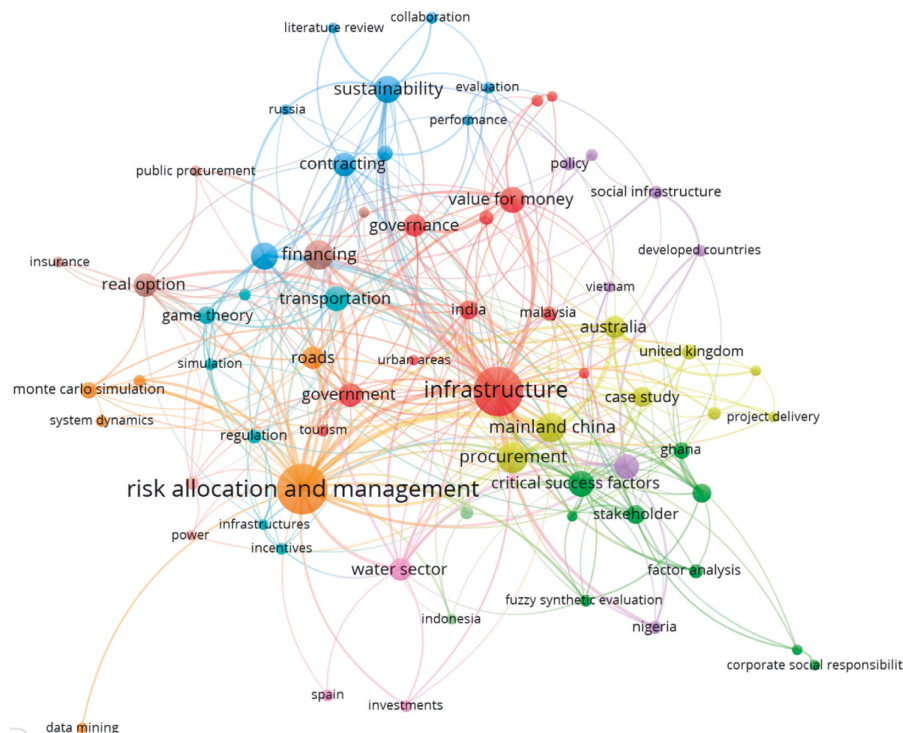 collaboration
literature review
sustainability
evaluation
russia
performance
public procurement
contracting
policy
social infrastructure
value for money
governance
developed countries
insurance
financing
real option
vietnam
transportation
game theory
india
malaysia
australia
united kingdom
simulation
roads
urban areas
monte carlo simulation
infrastructure
government
case study
system dynamics
project delivery
tourism
mainland china
regulation
ghana
procurement
risk allocation and management
critical success factors
stakeholder
infrastructures
power
incentives
water sector
factor analysis
fuzzy synthetic evaluation
indonesia
nigeria
corporate social responsibilit
spain
investments
data mining